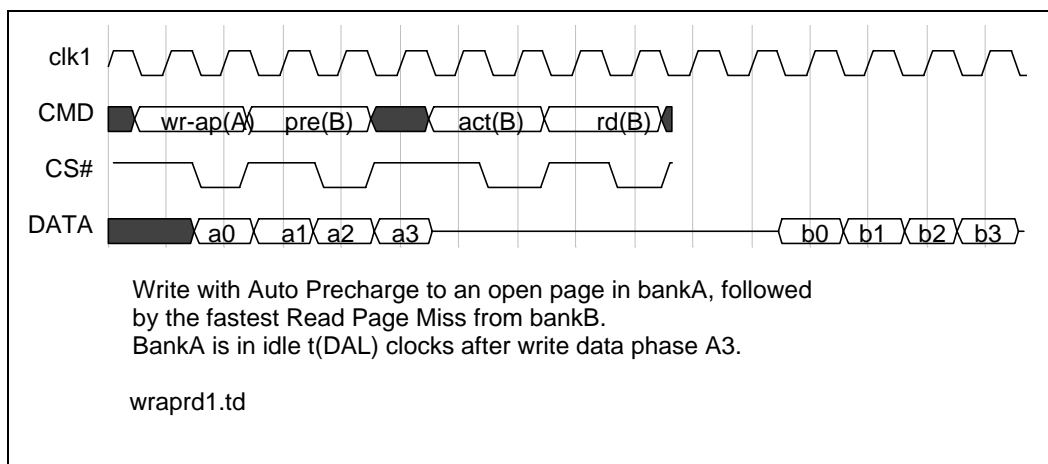 clk1
CMD wr-ap(A) pre(B) act(B) rd(B)
CS#
DATA a0 a1 a2 a3 b0 b1 b2 b3
Write with Auto Precharge to an open page in bankA, followed
by the fastest Read Page Miss from bankB.
BankA is in idle t(DAL) clocks after write data phase A3.
wraprd1.td